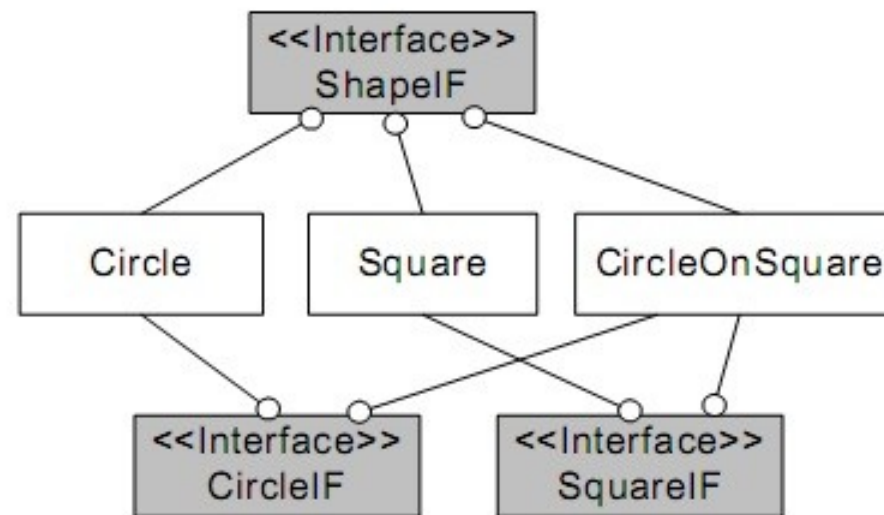 <<Interface>>
ShapeIF
Circle
Square
CircleOnSquare
<<Interface>>
CircleIF
<<Interface>>
SquareIF